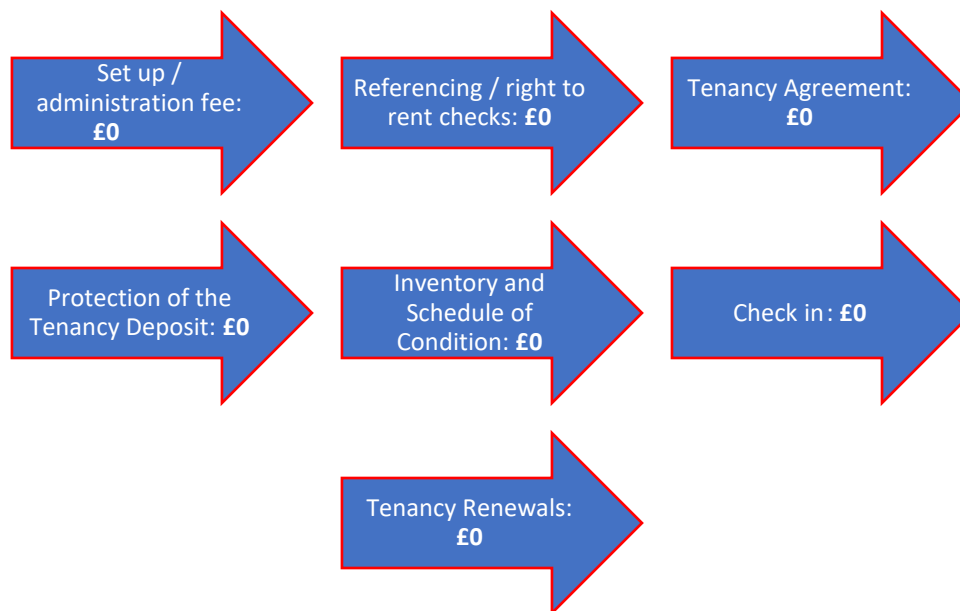 Set up /
administration fee:
£0
Referencing / right to
rent checks: £0
Tenancy Agreement:
£0
Protection of the
Tenancy Deposit: £0
Inventory and
Schedule of
Condition: £0
Check in: £0
Tenancy Renewals:
£0